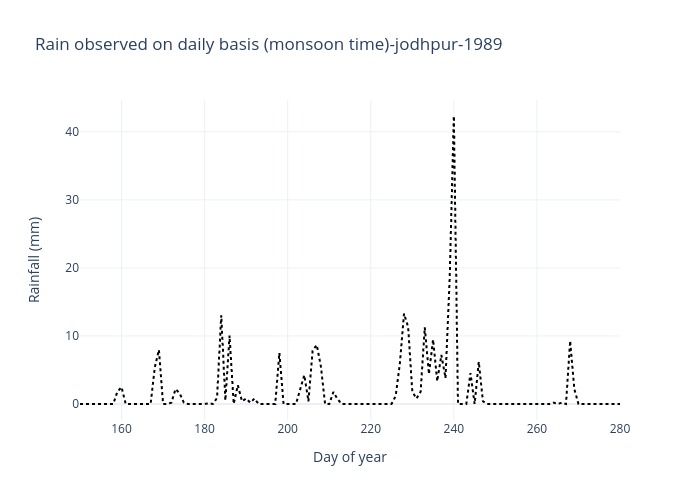 Rain observed on daily basis (monsoon time)-jodhpur-1989
40
30
20
10
0
Rainfall (mm)
160 180 200 220 240 260 280
Day of year